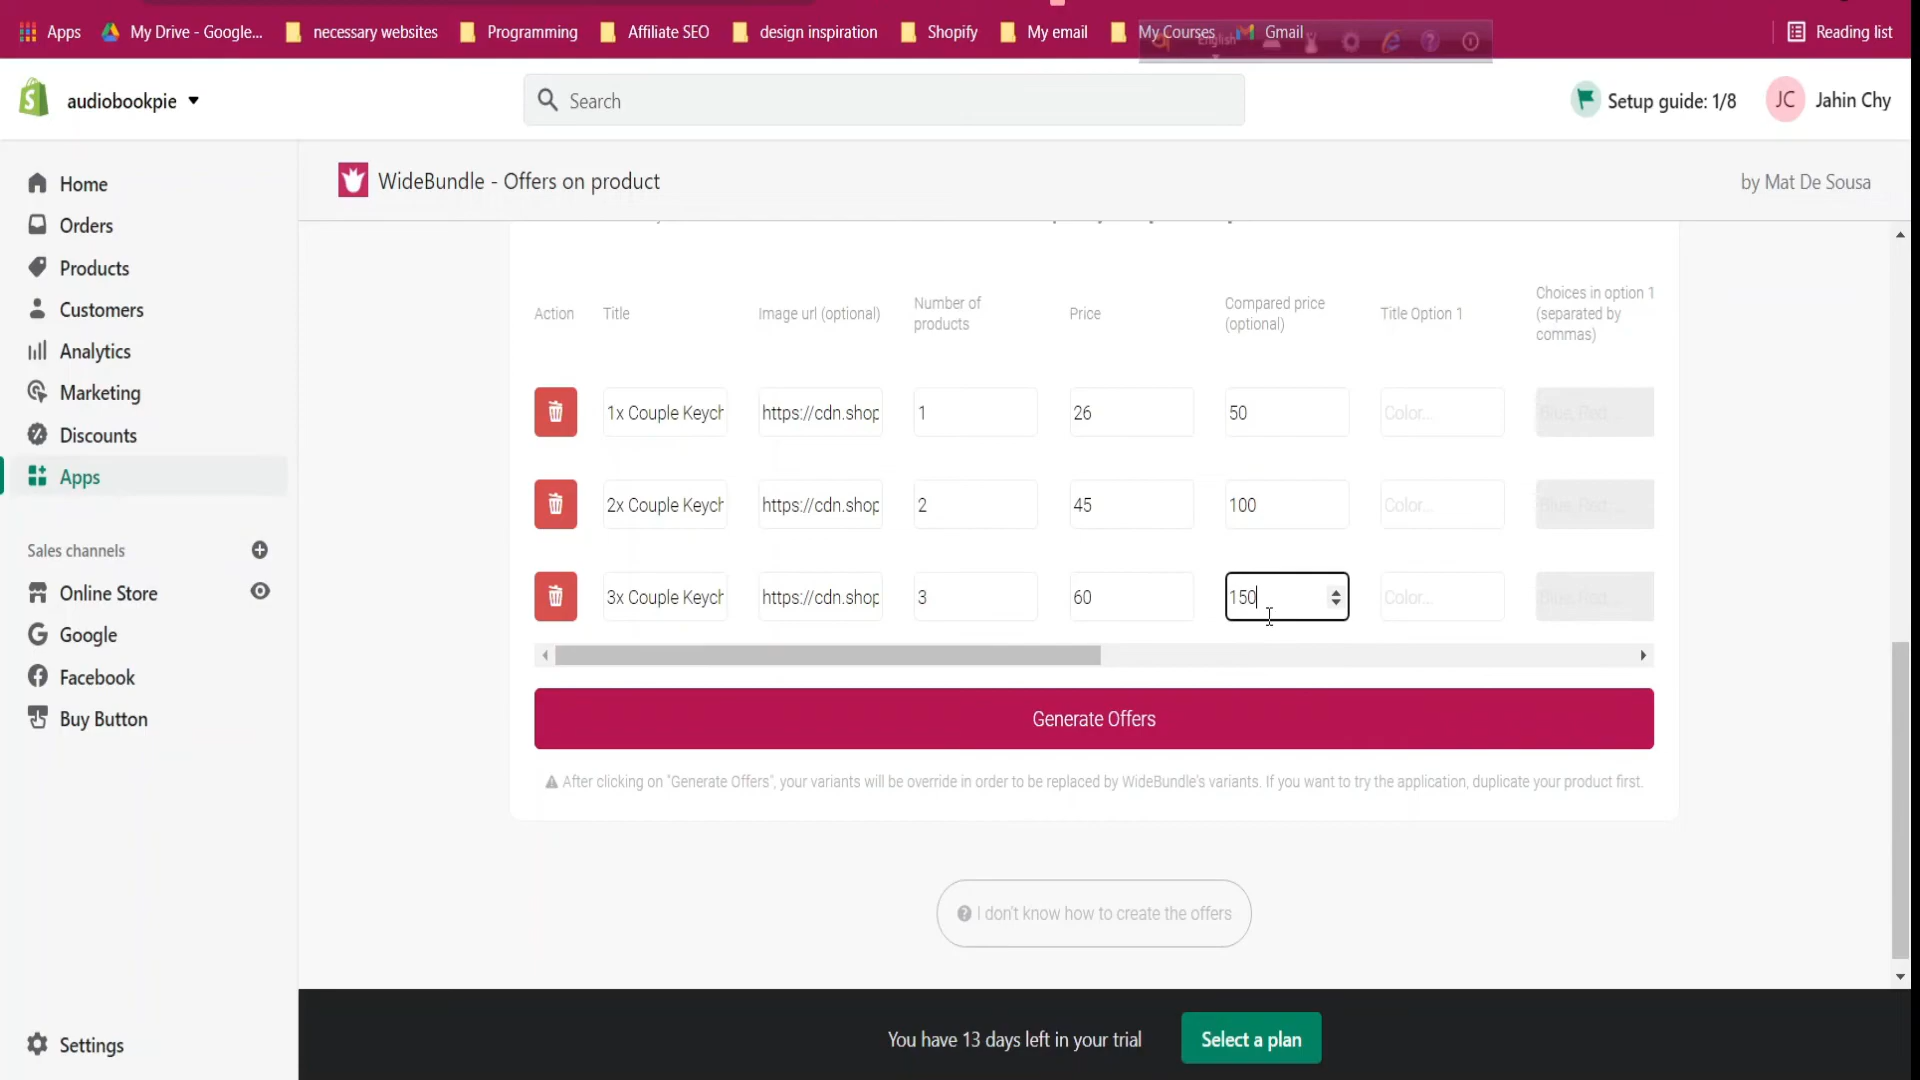 Apps
My Drive - Google...
necessary websites
Programming
Affiliate SEO
design inspiration
Shopify
My email
My Courses
Gmail
English
Reading list
audiobookpie
Search
Setup guide: 1/8
JC
Jahin Chy
Home
Orders
Products
Customers
Analytics
Marketing
Discounts
Apps
Sales channels
Online Store
Google
Facebook
Buy Button
Settings
WideBundle - Offers on product
by Mat De Sousa
Action
Title
Image url (optional)
Number of
products
Price
Compared price
(optional)
Title Option 1
Choices in option 1
(separated by
commas)
1x Couple Keych
https://cdn.shop
1
26
50
Color...
Blue, Red, ...
2x Couple Keych
https://cdn.shop
2
45
100
Color...
Blue, Red, ...
3x Couple Keych
https://cdn.shop
3
60
150
Color...
Blue, Red, ...
Generate Offers
After clicking on "Generate Offers", your variants will be override in order to be replaced by WideBundle's variants. If you want to try the application, duplicate your product first.
I don't know how to create the offers
You have 13 days left in your trial
Select a plan